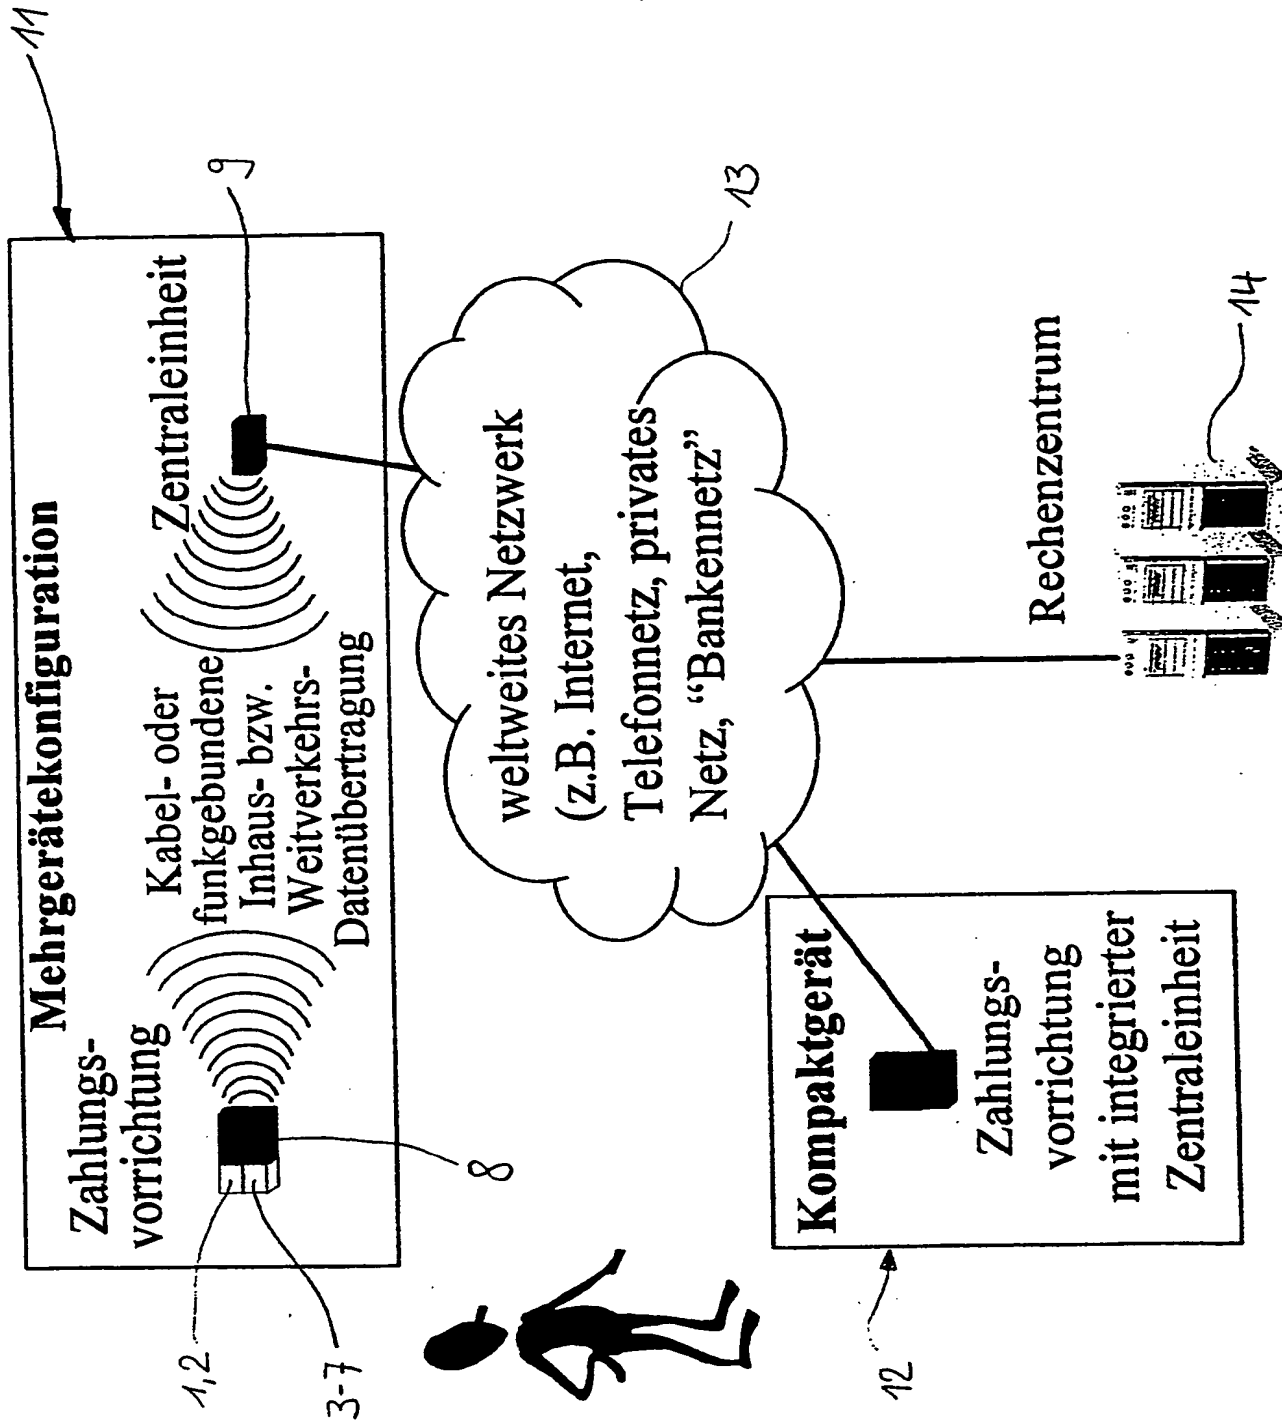 11
Mehrgerätekonfiguration
Zahlungs-
vorrichtung
Kabel- oder
funkgebundene
Inhaus- bzw.
Weitverkehrs-
Datenübertragung
Zentraleinheit
9
1,2
3-7
8
weltweites Netzwerk
(z.B. Internet,
Telefonnetz, privates
Netz, “Bankennetz”
13
Kompaktgerät
Zahlungs-
vorrichtung
mit integrierter
Zentraleinheit
12
Rechenzentrum
14